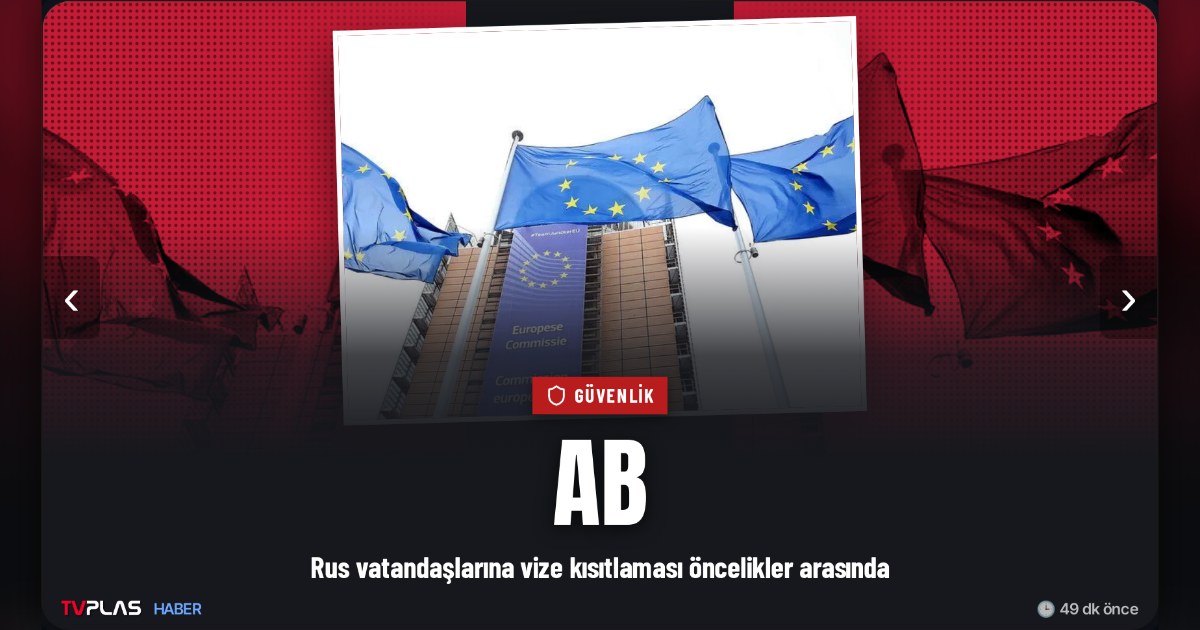 Europese
Commissie
GÜVENLİK
AB
Rus vatandaşlarına vize kısıtlaması öncelikler arasında
TVPLAS HABER
49 dk önce